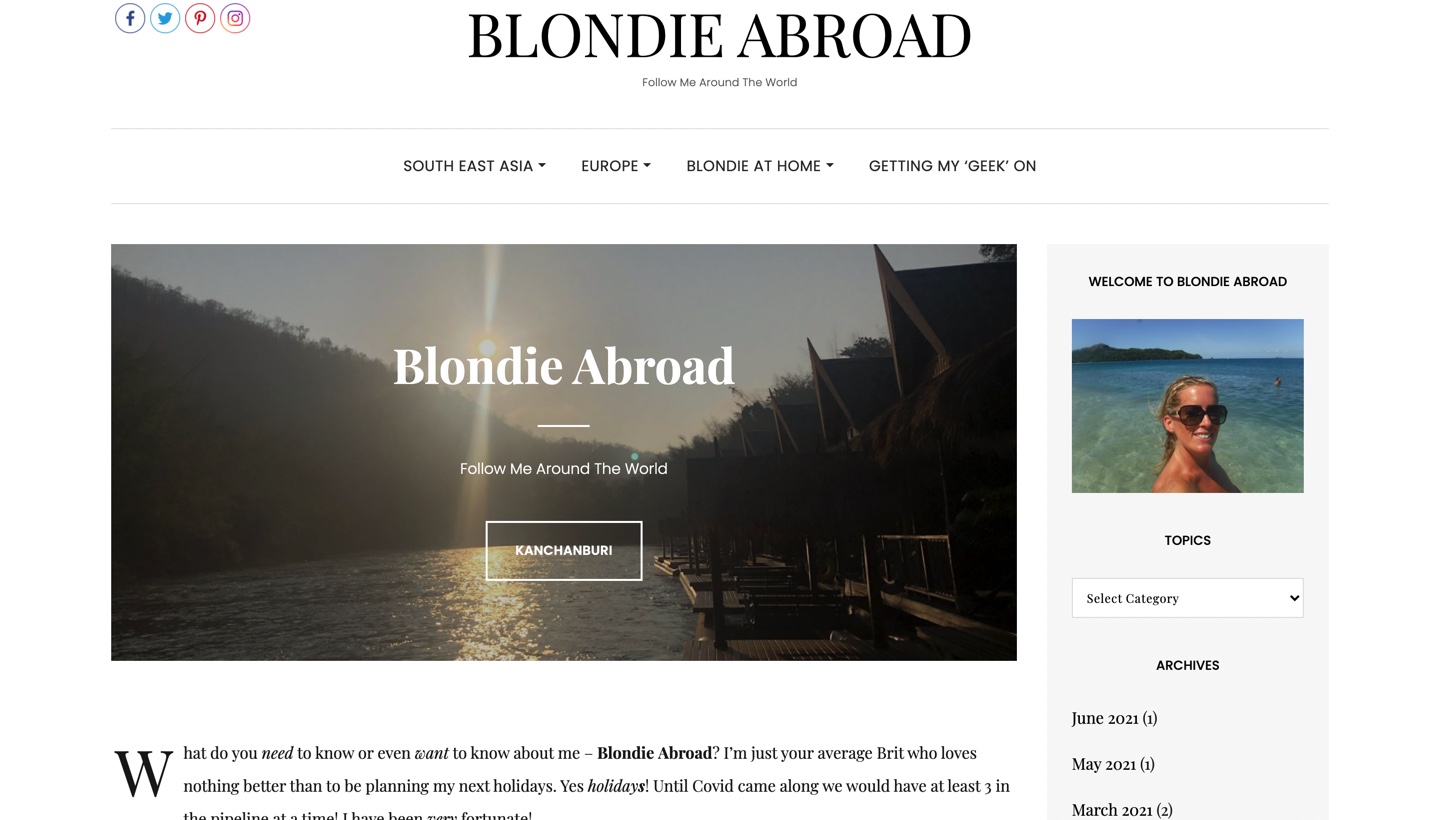 BLONDIE ABROAD
Follow Me Around The World
SOUTH EAST ASIA
EUROPE
BLONDIE AT HOME
GETTING MY ‘GEEK’ ON
Blondie Abroad
Follow Me Around The World
KANCHANBURI
What do you need to know or even want to know about me – Blondie Abroad? I’m just your average Brit who loves
nothing better than to be planning my next holidays. Yes holidays! Until Covid came along we would have at least 3 in
the pipeline at a time! I have been very fortunate!
WELCOME TO BLONDIE ABROAD
TOPICS
Select Category
ARCHIVES
June 2021 (1)
May 2021 (1)
March 2021 (2)